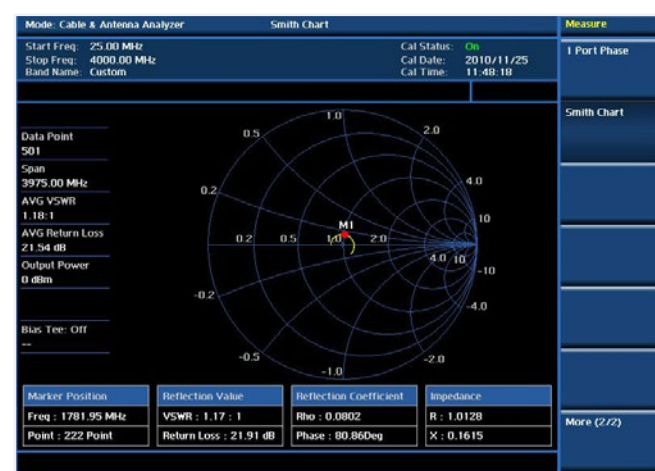 Mode: Cable & Antenna Analyzer Smith Chart Measure
Start Freq: 25.00 MHz Cal Status: On
Stop Freq: 4000.00 MHz Cal Date: 2010/11/25
Band Name: Custom Cal Time: 11:48:18
1 Port Phase
Smith Chart
Data Point
501
Span
3975.00 MHz
AVG VSWR
1.18:1
AVG Return Loss
21.54 dB
Output Power
0 dBm
Bias Tee: Off
--
1.0
0.5 2.0
0.2 4.0
10
M1
0.2 0.5 1.0 2.0
4.0 10
-10
-0.2 -4.0
-0.5 -2.0
-1.0
Marker Position Reflection Value Reflection Coefficient Impedance
Freq : 1781.95 MHz VSWR : 1.17 : 1 Rho : 0.0802 R : 1.0128
Point : 222 Point Return Loss : 21.91 dB Phase : 80.86Deg X : 0.1615
More (2/2)